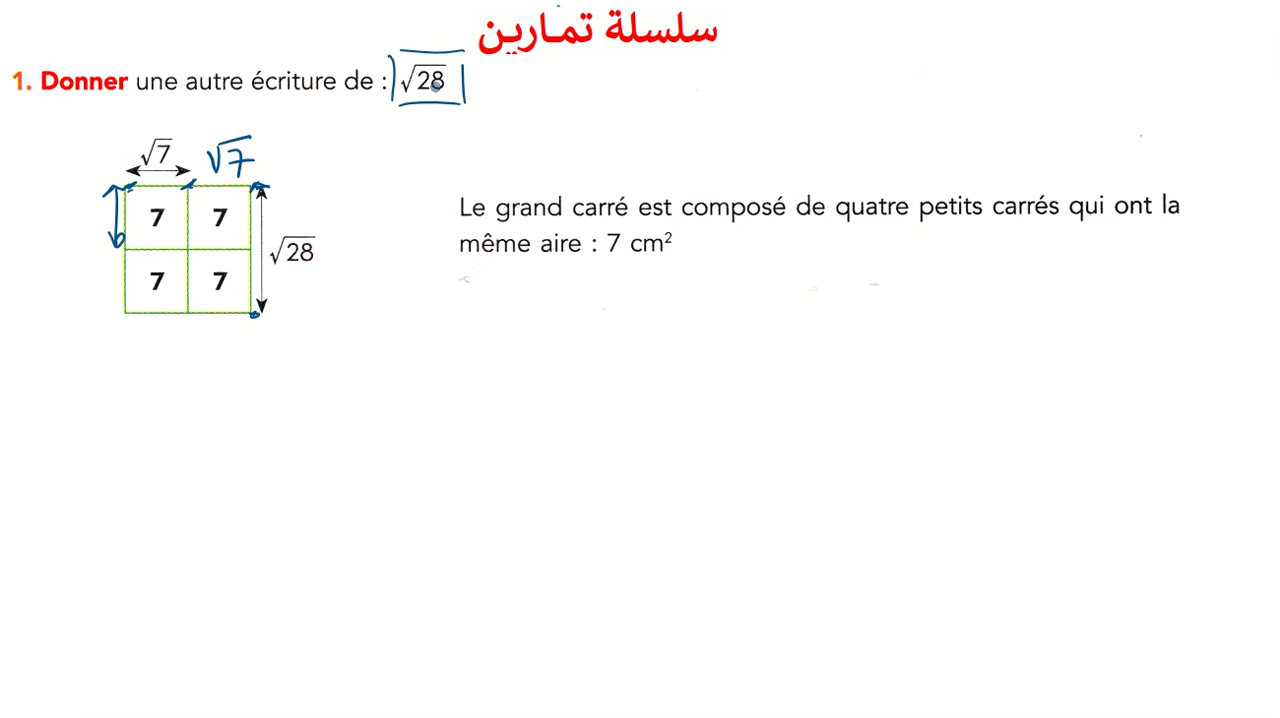 سلسلة تمارين
1. Donner une autre écriture de : √28
√7 √7
7 7
√28
7 7
Le grand carré est composé de quatre petits carrés qui ont la
même aire : 7 cm²